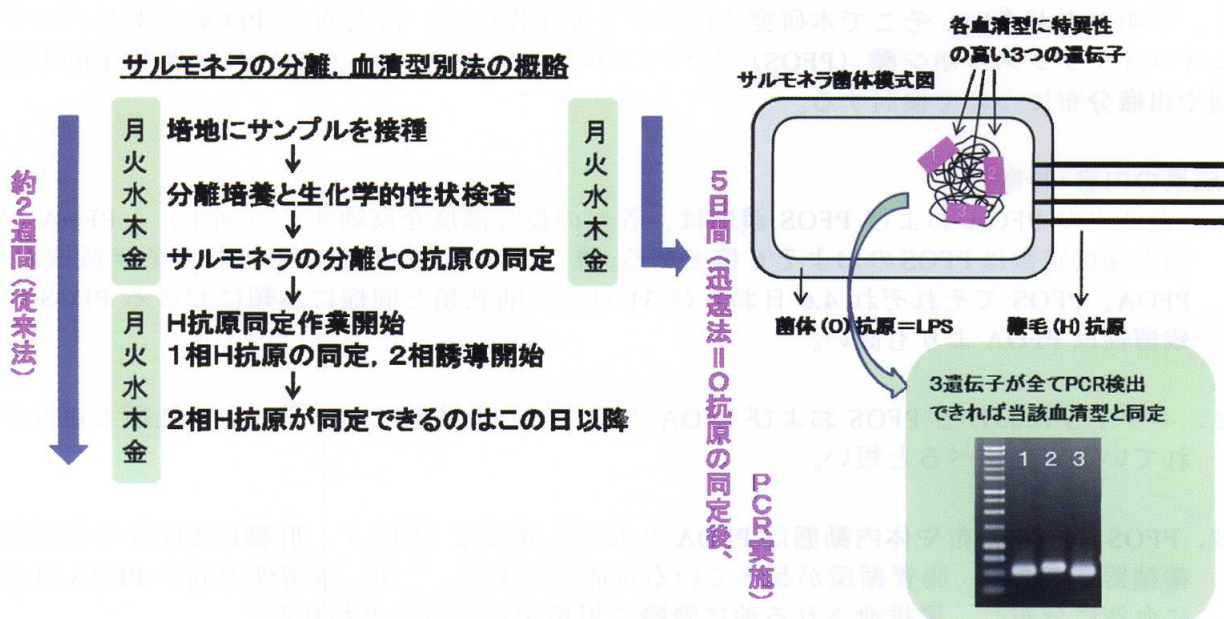 サルモネラの分離，血清型別法の概略
約2週間（従来法）
月
火
水
木
金
月
火
水
木
金
培地にサンプルを接種
分離培養と生化学的性状検査
サルモネラの分離とO抗原の同定
H抗原同定作業開始
1相H抗原の同定，2相誘導開始
2相H抗原が同定できるのはこの日以降
月
火
水
木
金
5日間（迅速法＝O抗原の同定後、
PCR実施）
各血清型に特異性
の高い3つの遺伝子
サルモネラ菌体模式図
1
2
菌体（O）抗原＝LPS
鞭毛（H）抗原
3遺伝子が全てPCR検出
できれば当該血清型と同定
1 2 3